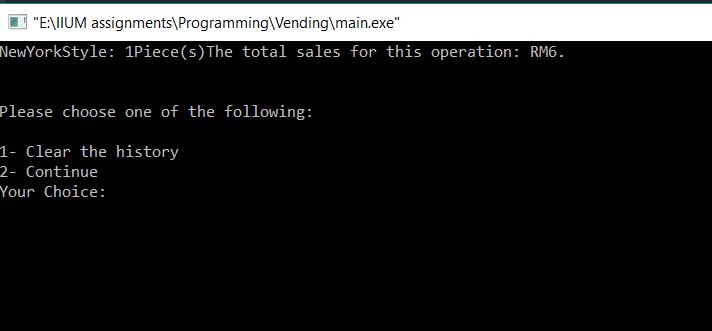 "E:\IIUM assignments\Programming\Vending\main.exe"
NewYorkStyle: 1Piece(s)The total sales for this operation: RM6.
Please choose one of the following:
1- Clear the history
2- Continue
Your Choice: